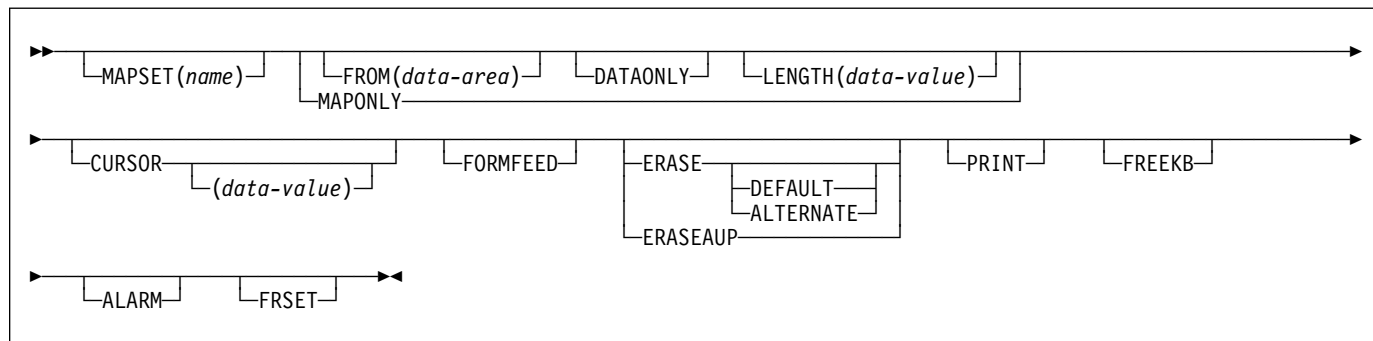 MAPSET(name) FROM(data-area) DATAONLY LENGTH(data-value)
MAPONLY
CURSOR FORMFEED ERASE PRINT FREEKB
(data-value) DEFAULT
ALTERNATE
ERASEAUP
ALARM FRSET